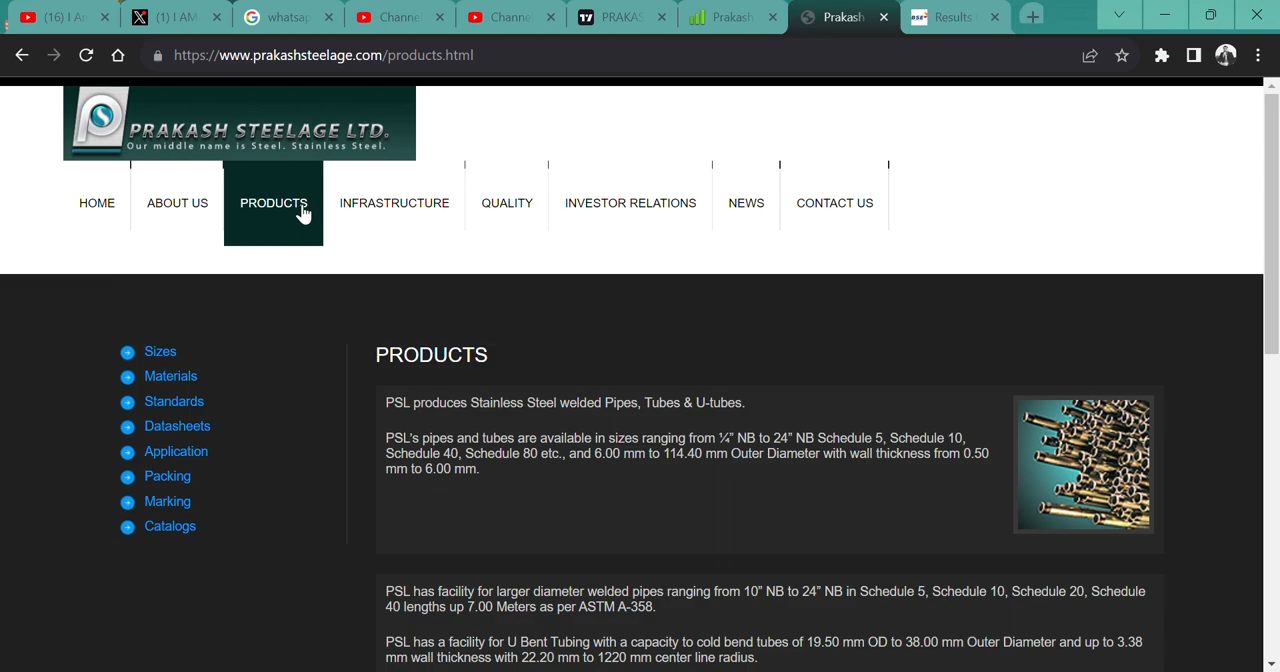 (16) I Am
(1) I AM
whatsap
Channe
Channe
PRAKAS
Prakash
Prakash
BSE
Results
https://www.prakashsteelage.com/products.html
PRAKASH STEELAGE LTD.
Our middle name is Steel. Stainless Steel.
HOME
ABOUT US
PRODUCTS
INFRASTRUCTURE
QUALITY
INVESTOR RELATIONS
NEWS
CONTACT US
Sizes
Materials
Standards
Datasheets
Application
Packing
Marking
Catalogs
PRODUCTS
PSL produces Stainless Steel welded Pipes, Tubes & U-tubes.
PSL's pipes and tubes are available in sizes ranging from ¼” NB to 24” NB Schedule 5, Schedule 10,
Schedule 40, Schedule 80 etc., and 6.00 mm to 114.40 mm Outer Diameter with wall thickness from 0.50
mm to 6.00 mm.
PSL has facility for larger diameter welded pipes ranging from 10” NB to 24” NB in Schedule 5, Schedule 10, Schedule 20, Schedule
40 lengths up 7.00 Meters as per ASTM A-358.
PSL has a facility for U Bent Tubing with a capacity to cold bend tubes of 19.50 mm OD to 38.00 mm Outer Diameter and up to 3.38
mm wall thickness with 22.20 mm to 1220 mm center line radius.